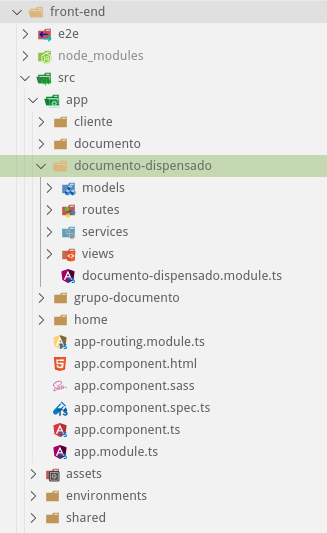 front-end
e2e
node_modules
src
app
cliente
documento
documento-dispensado
models
routes
services
views
documento-dispensado.module.ts
grupo-documento
home
app-routing.module.ts
app.component.html
app.component.sass
app.component.spec.ts
app.component.ts
app.module.ts
assets
environments
shared